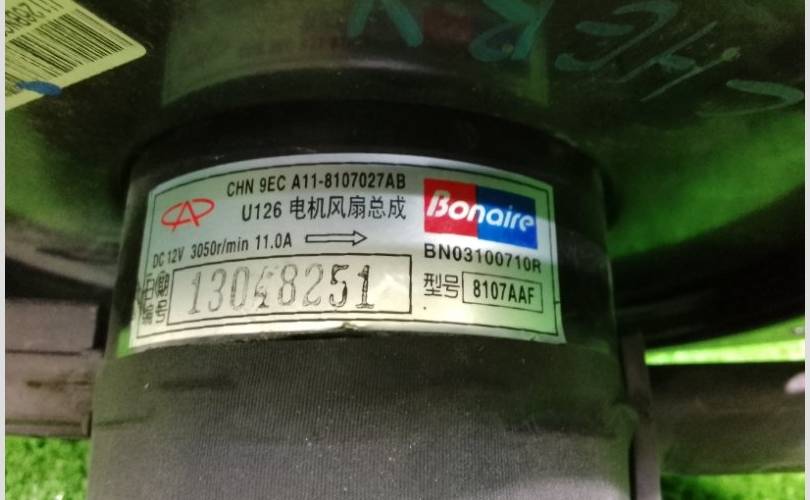 CHERY
CHN 9EC A11-8107027AB
U126 电机风扇总成
Bonaire
DC 12V 3050r/min 11.0A
BN03100710R
13048251
型号 8107AAF